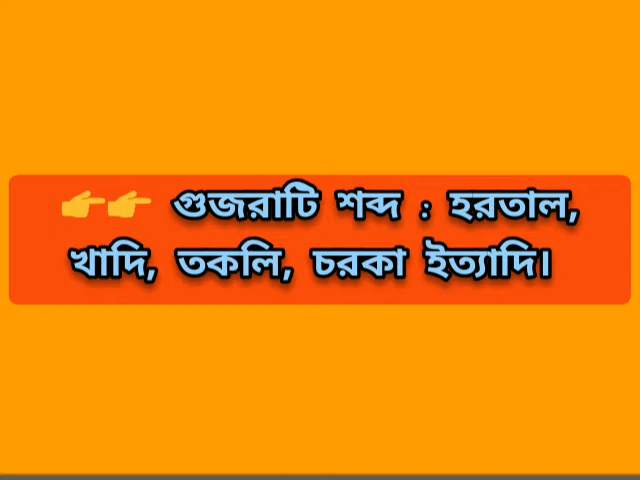 👉👉 গুজরাটি শব্দ : হরতাল,
খাদি, তকলি, চরকা ইত্যাদি।